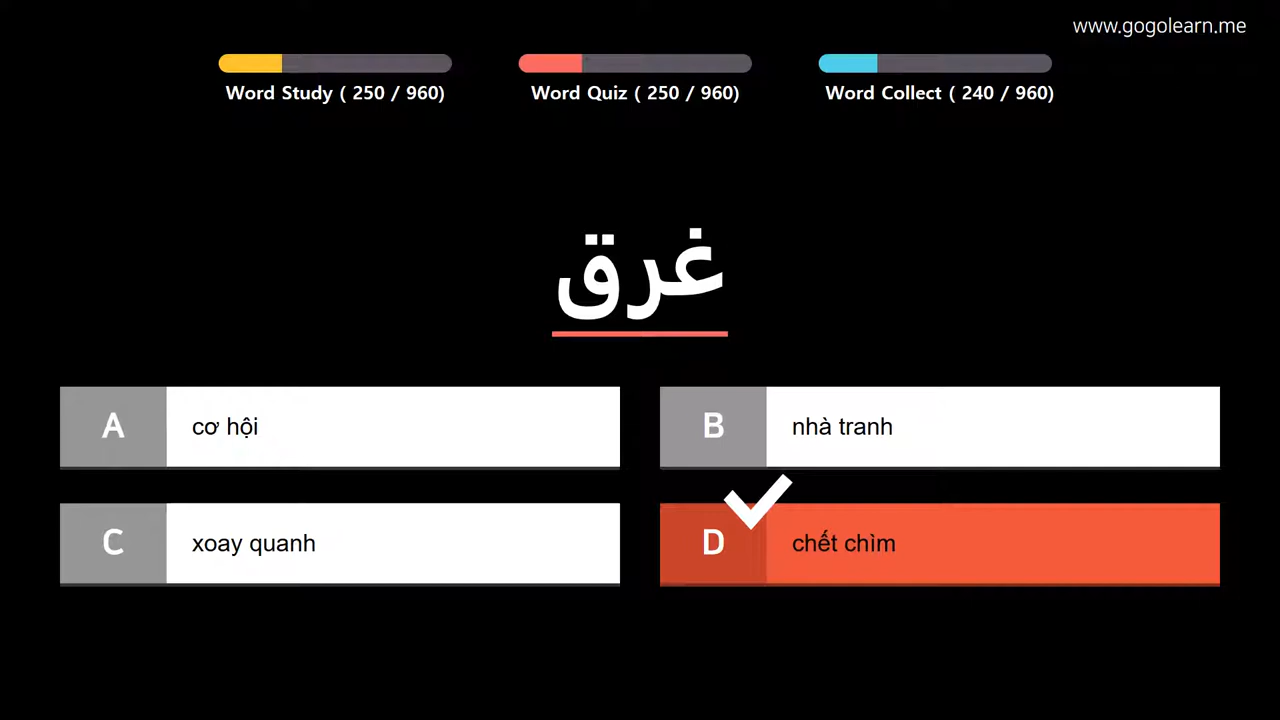 www.gogolearn.me
Word Study ( 250 / 960)
Word Quiz ( 250 / 960)
Word Collect ( 240 / 960)
غرق
A cơ hội
B nhà tranh
C xoay quanh
D chết chìm